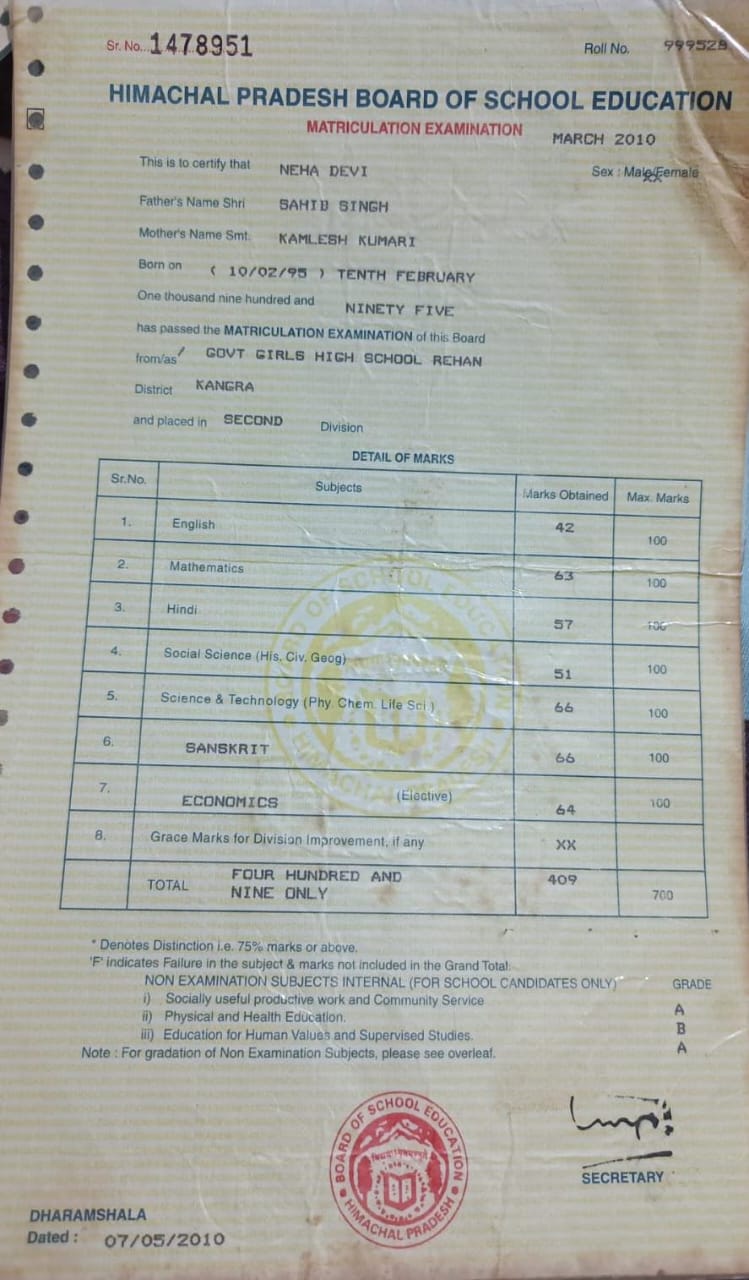 Sr. No. 1478951 Roll No. 999528
HIMACHAL PRADESH BOARD OF SCHOOL EDUCATION
MATRICULATION EXAMINATION MARCH 2010
This is to certify that NEHA DEVI Sex : Male/Female
Father's Name Shri SAHIB SINGH
Mother's Name Smt. KAMLESH KUMARI
Born on ( 10/02/95 ) TENTH FEBRUARY
One thousand nine hundred and NINETY FIVE
has passed the MATRICULATION EXAMINATION of this Board
from/as GOVT GIRLS HIGH SCHOOL REHAN
District KANGRA
and placed in SECOND Division
DETAIL OF MARKS
Sr.No. Subjects Marks Obtained Max. Marks
1. English 42 100
2. Mathematics 63 100
3. Hindi 57 100
4. Social Science (His. Civ. Geog) 51 100
5. Science & Technology (Phy. Chem. Life Sci.) 66 100
6. SANSKRIT 66 100
7. ECONOMICS (Elective) 64 100
8. Grace Marks for Division Improvement, if any XX
TOTAL FOUR HUNDRED AND 409 700
NINE ONLY
* Denotes Distinction i.e. 75% marks or above.
'F' indicates Failure in the subject & marks not included in the Grand Total.
NON EXAMINATION SUBJECTS INTERNAL (FOR SCHOOL CANDIDATES ONLY) GRADE
i) Socially useful productive work and Community Service A
ii) Physical and Health Education. B
iii) Education for Human Values and Supervised Studies. A
Note : For gradation of Non Examination Subjects, please see overleaf.
BOARD OF SCHOOL EDUCATION
HIMACHAL PRADESH
SECRETARY
DHARAMSHALA
Dated : 07/05/2010